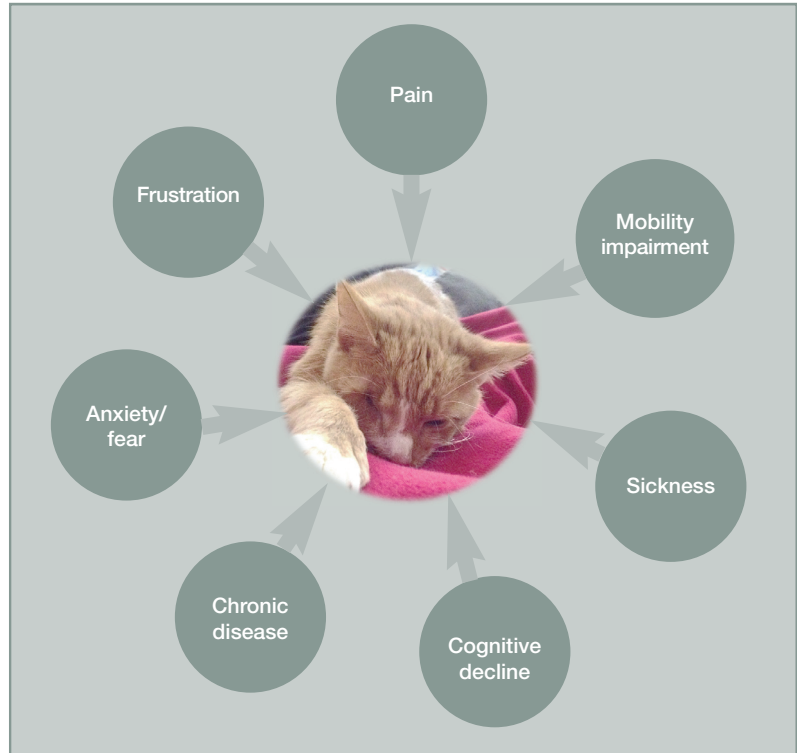 Pain
Frustration
Mobility
impairment
Anxiety/
fear
Sickness
Chronic
disease
Cognitive
decline